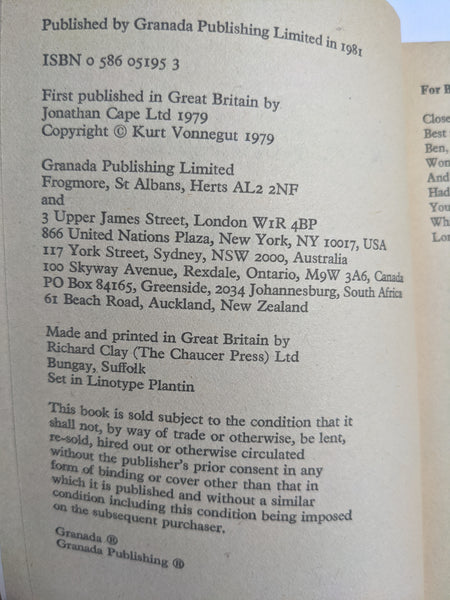 Published by Granada Publishing Limited in 1981
ISBN 0 586 05195 3
First published in Great Britain by
Jonathan Cape Ltd 1979
Copyright © Kurt Vonnegut 1979
Granada Publishing Limited
Frogmore, St Albans, Herts AL2 2NF
and
3 Upper James Street, London W1R 4BP
866 United Nations Plaza, New York, NY 10017, USA
117 York Street, Sydney, NSW 2000, Australia
100 Skyway Avenue, Rexdale, Ontario, M9W 3A6, Canada
PO Box 84165, Greenside, 2034 Johannesburg, South Africa
61 Beach Road, Auckland, New Zealand
Made and printed in Great Britain by
Richard Clay (The Chaucer Press) Ltd
Bungay, Suffolk
Set in Linotype Plantin
This book is sold subject to the condition that it
shall not, by way of trade or otherwise, be lent,
re-sold, hired out or otherwise circulated
without the publisher's prior consent in any
form of binding or cover other than that in
which it is published and without a similar
condition including this condition being imposed
on the subsequent purchaser.
Granada ®
Granada Publishing ®
For B
Close
Best
Ben,
Won
And
Had
You
Wh
Lor